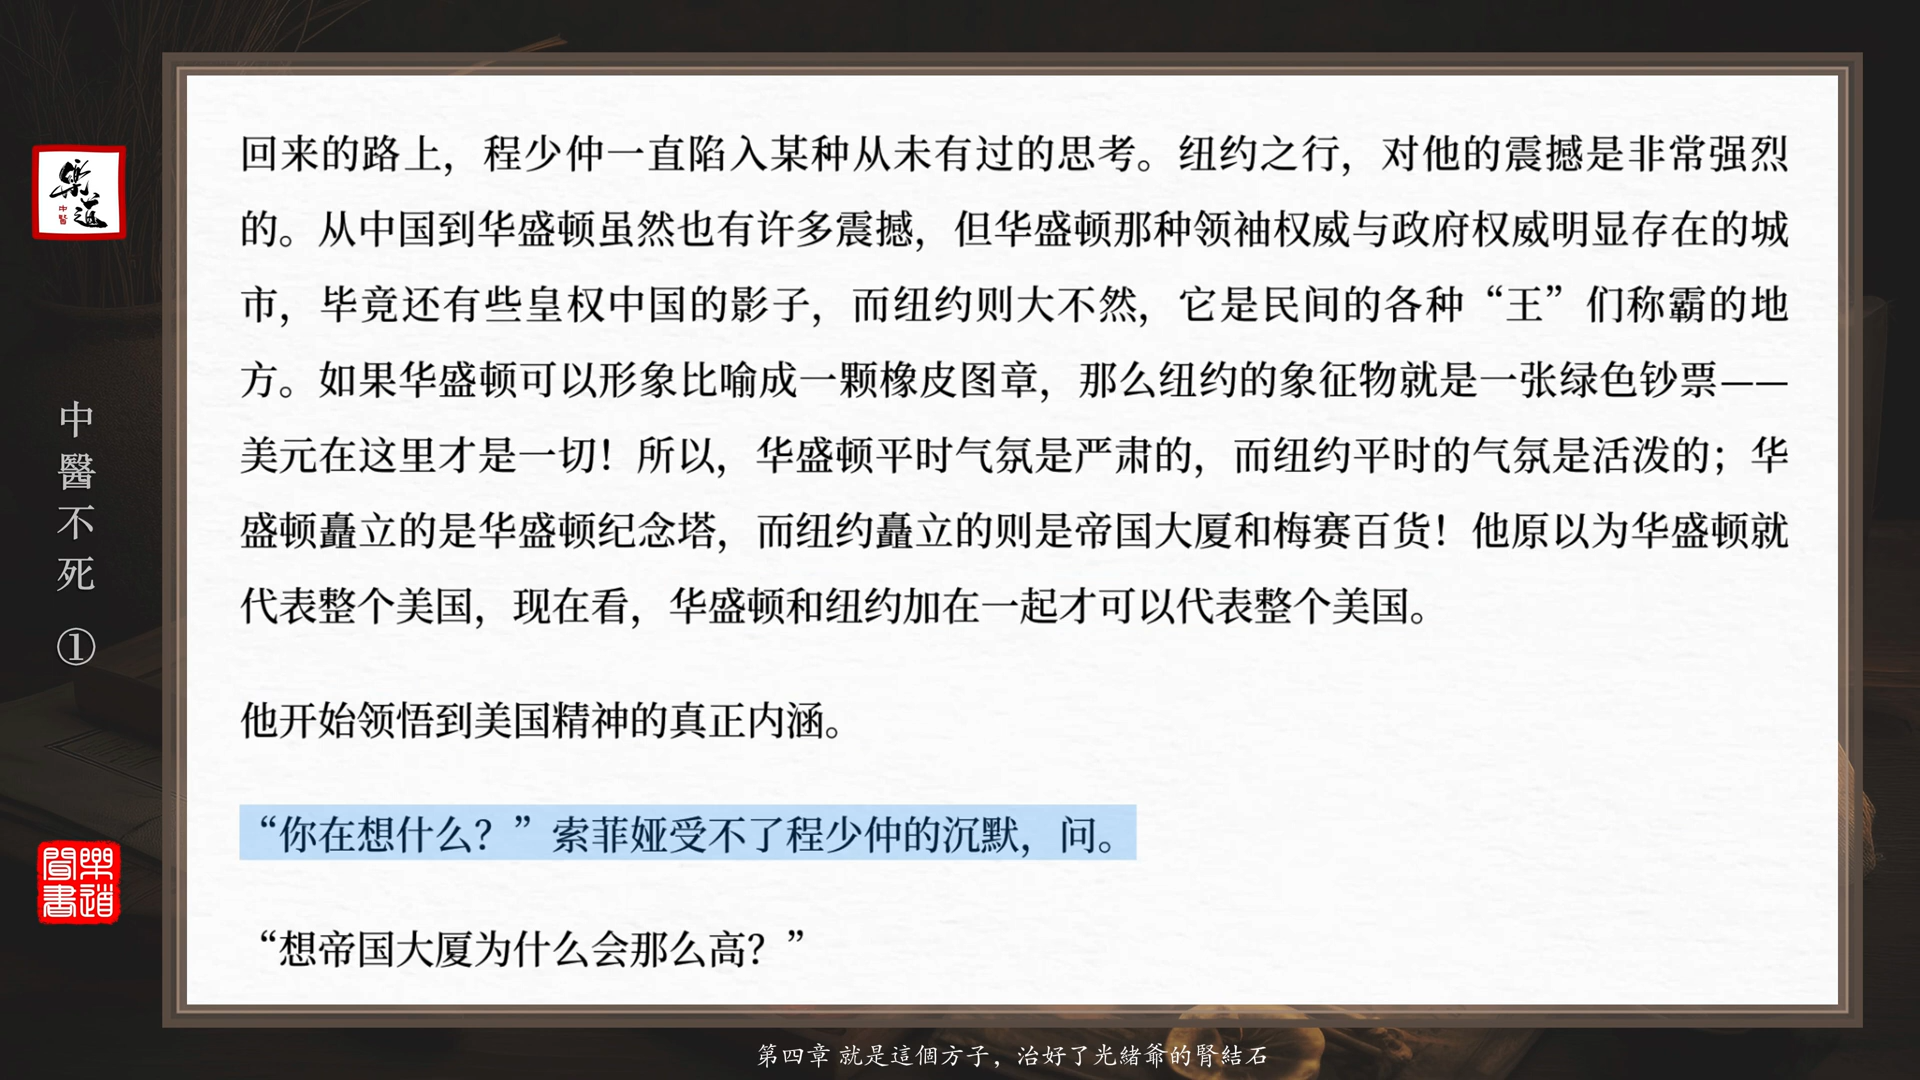 樂道
中醫
中醫不死 ①
樂道
閱書
回来的路上，程少仲一直陷入某种从未有过的思考。纽约之行，对他的震撼是非常强烈
的。从中国到华盛顿虽然也有许多震撼，但华盛顿那种领袖权威与政府权威明显存在的城
市，毕竟还有些皇权中国的影子，而纽约则大不然，它是民间的各种“王”们称霸的地
方。如果华盛顿可以形象比喻成一颗橡皮图章，那么纽约的象征物就是一张绿色钞票——
美元在这里才是一切！所以，华盛顿平时气氛是严肃的，而纽约平时的气氛是活泼的；华
盛顿矗立的是华盛顿纪念塔，而纽约矗立的则是帝国大厦和梅赛百货！他原以为华盛顿就
代表整个美国，现在看，华盛顿和纽约加在一起才可以代表整个美国。
他开始领悟到美国精神的真正内涵。
“你在想什么？”索菲娅受不了程少仲的沉默，问。
“想帝国大厦为什么会那么高？”
第四章 就是這個方子，治好了光緒爺的腎結石